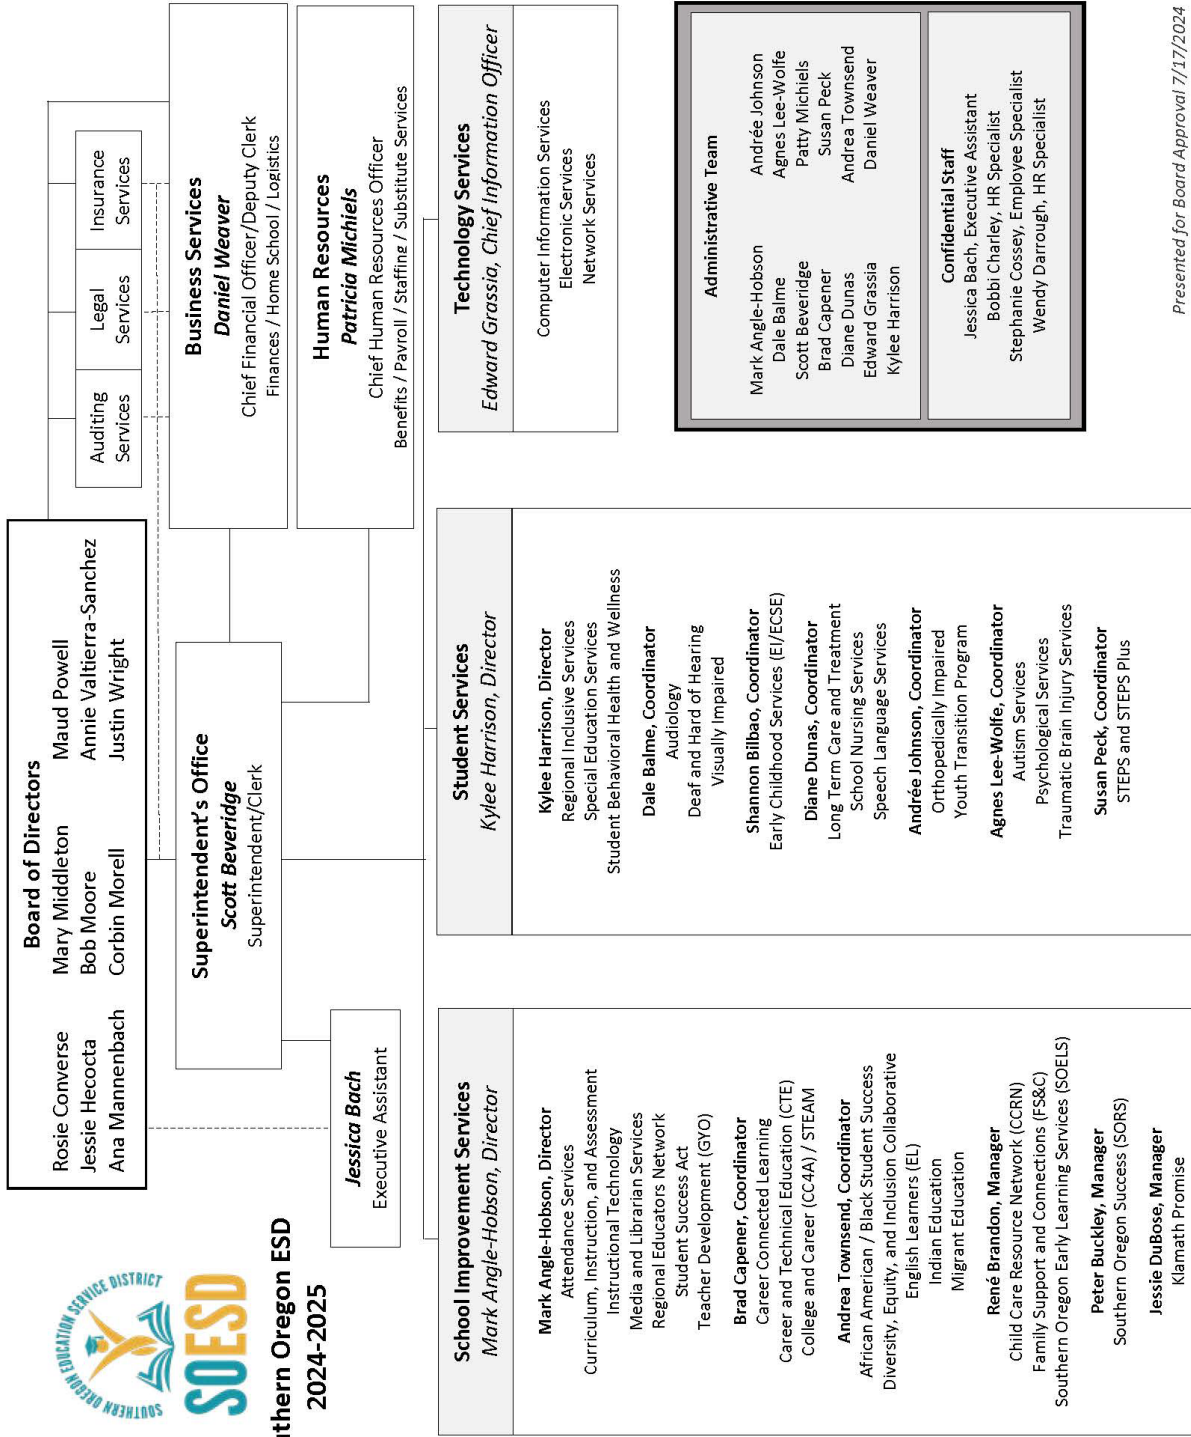 SOUTHERN OREGON EDUCATION SERVICE DISTRICT
SOESD
uthern Oregon ESD
2024-2025
Board of Directors
Rosie Converse Mary Middleton Maud Powell
Jessie Hecocta Bob Moore Annie Valtierra-Sanchez
Ana Mannenbach Corbin Morell Justin Wright
Auditing Services
Legal Services
Insurance Services
Superintendent's Office
Scott Beveridge
Superintendent/Clerk
Jessica Bach
Executive Assistant
Business Services
Daniel Weaver
Chief Financial Officer/Deputy Clerk
Finances / Home School / Logistics
Human Resources
Patricia Michiels
Chief Human Resources Officer
Benefits / Payroll / Staffing / Substitute Services
School Improvement Services
Mark Angle-Hobson, Director
Mark Angle-Hobson, Director
Attendance Services
Curriculum, Instruction, and Assessment
Instructional Technology
Media and Librarian Services
Regional Educators Network
Student Success Act
Teacher Development (GYO)
Brad Capener, Coordinator
Career Connected Learning
Career and Technical Education (CTE)
College and Career (CC4A) / STEAM
Andrea Townsend, Coordinator
African American / Black Student Success
Diversity, Equity, and Inclusion Collaborative
English Learners (EL)
Indian Education
Migrant Education
René Brandon, Manager
Child Care Resource Network (CCRN)
Family Support and Connections (FS&C)
Southern Oregon Early Learning Services (SOELS)
Peter Buckley, Manager
Southern Oregon Success (SORS)
Jessie DuBose, Manager
Klamath Promise
Student Services
Kylee Harrison, Director
Kylee Harrison, Director
Regional Inclusive Services
Special Education Services
Student Behavioral Health and Wellness
Dale Balme, Coordinator
Audiology
Deaf and Hard of Hearing
Visually Impaired
Shannon Bilbao, Coordinator
Early Childhood Services (EI/ECSE)
Diane Dunas, Coordinator
Long Term Care and Treatment
School Nursing Services
Speech Language Services
Andrée Johnson, Coordinator
Orthopedically Impaired
Youth Transition Program
Agnes Lee-Wolfe, Coordinator
Autism Services
Psychological Services
Traumatic Brain Injury Services
Susan Peck, Coordinator
STEPS and STEPS Plus
Technology Services
Edward Grassia, Chief Information Officer
Computer Information Services
Electronic Services
Network Services
Administrative Team
Mark Angle-Hobson Andrée Johnson
Dale Balme Agnes Lee-Wolfe
Scott Beveridge Patty Michiels
Brad Capener Susan Peck
Diane Dunas Andrea Townsend
Edward Grassia Daniel Weaver
Kylee Harrison
Confidential Staff
Jessica Bach, Executive Assistant
Bobbi Charley, HR Specialist
Stephanie Cossey, Employee Specialist
Wendy Darrough, HR Specialist
Presented for Board Approval 7/17/2024